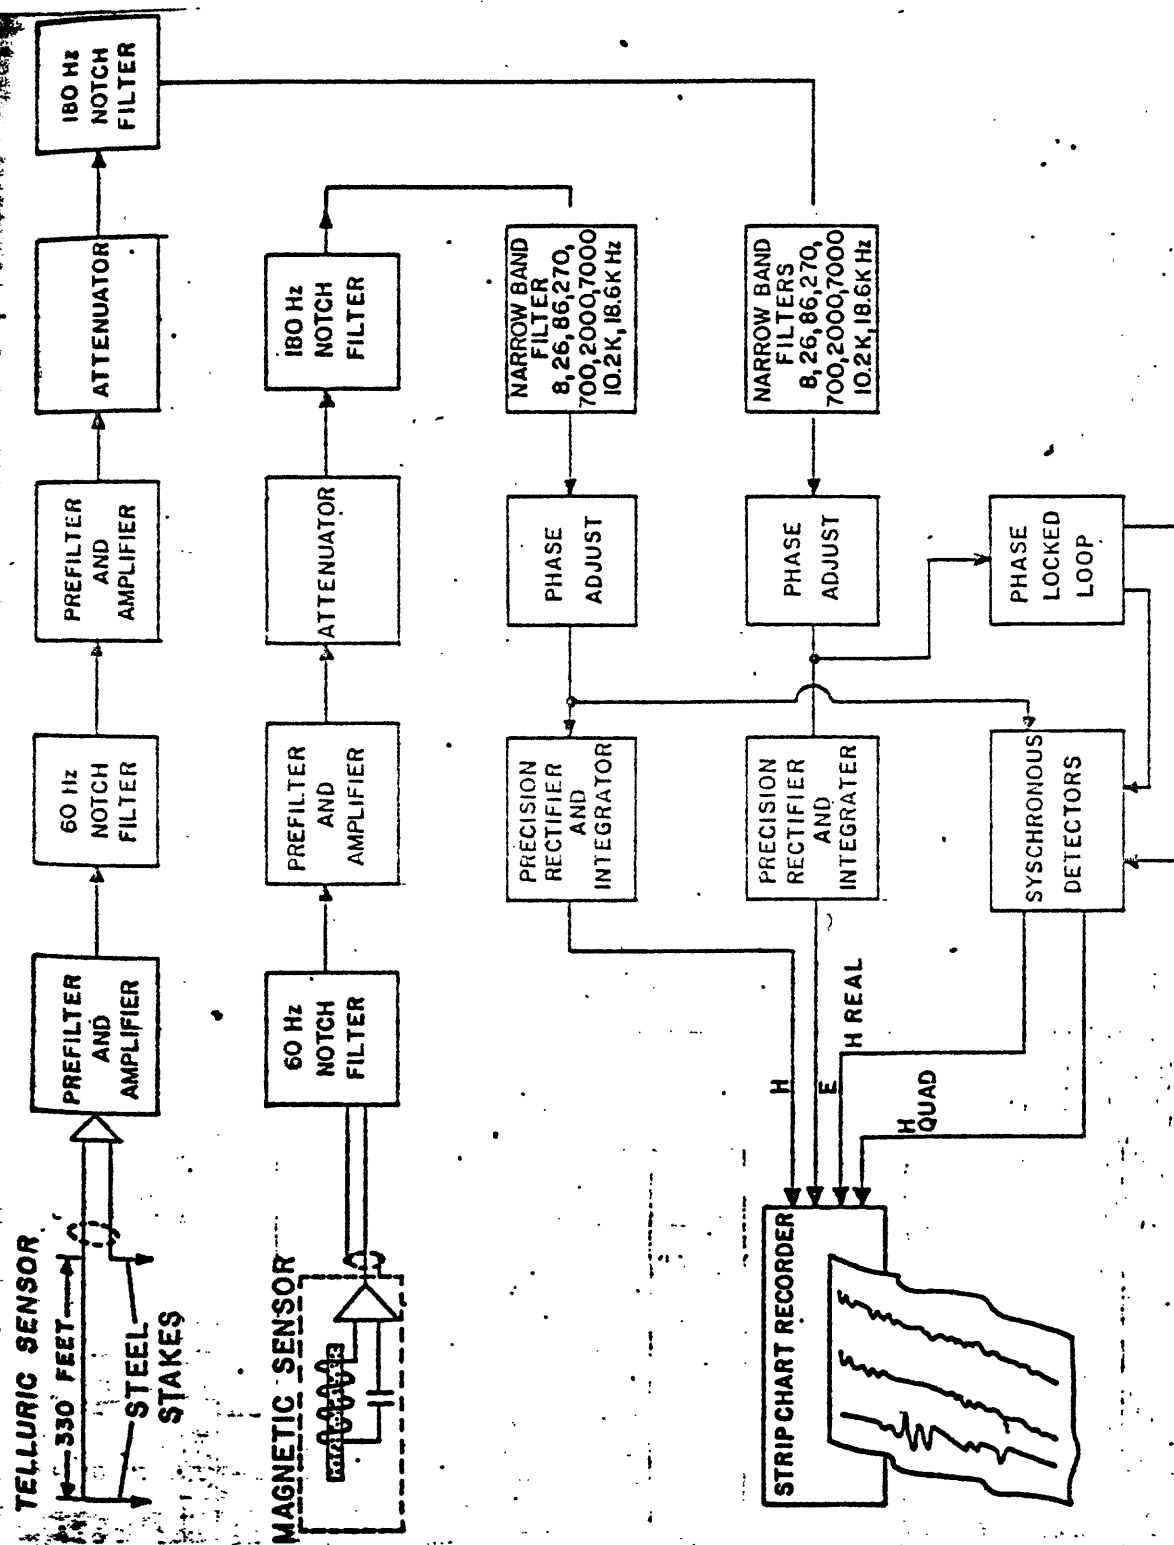 TELLURIC SENSOR
330 FEET
STEEL
STAKES
PREFILTER
AND
AMPLIFIER
60 Hz
NOTCH
FILTER
PREFILTER
AND
AMPLIFIER
ATTENUATOR
180 Hz
NOTCH
FILTER
MAGNETIC SENSOR
60 Hz
NOTCH
FILTER
PREFILTER
AND
AMPLIFIER
ATTENUATOR
180 Hz
NOTCH
FILTER
NARROW BAND
FILTER
8, 26, 86, 270,
700, 2000, 7000
10.2K, 18.6K Hz
PHASE
ADJUST
PRECISION
RECTIFIER
AND
INTEGRATOR
NARROW BAND
FILTERS
8, 26, 86, 270,
700, 2000, 7000
10.2K, 18.6K Hz
PHASE
ADJUST
PRECISION
RECTIFIER
AND
INTEGRATER
PHASE
LOCKED
LOOP
SYSCHRONOUS
DETECTORS
H
E
H REAL
H
QUAD
STRIP CHART RECORDER